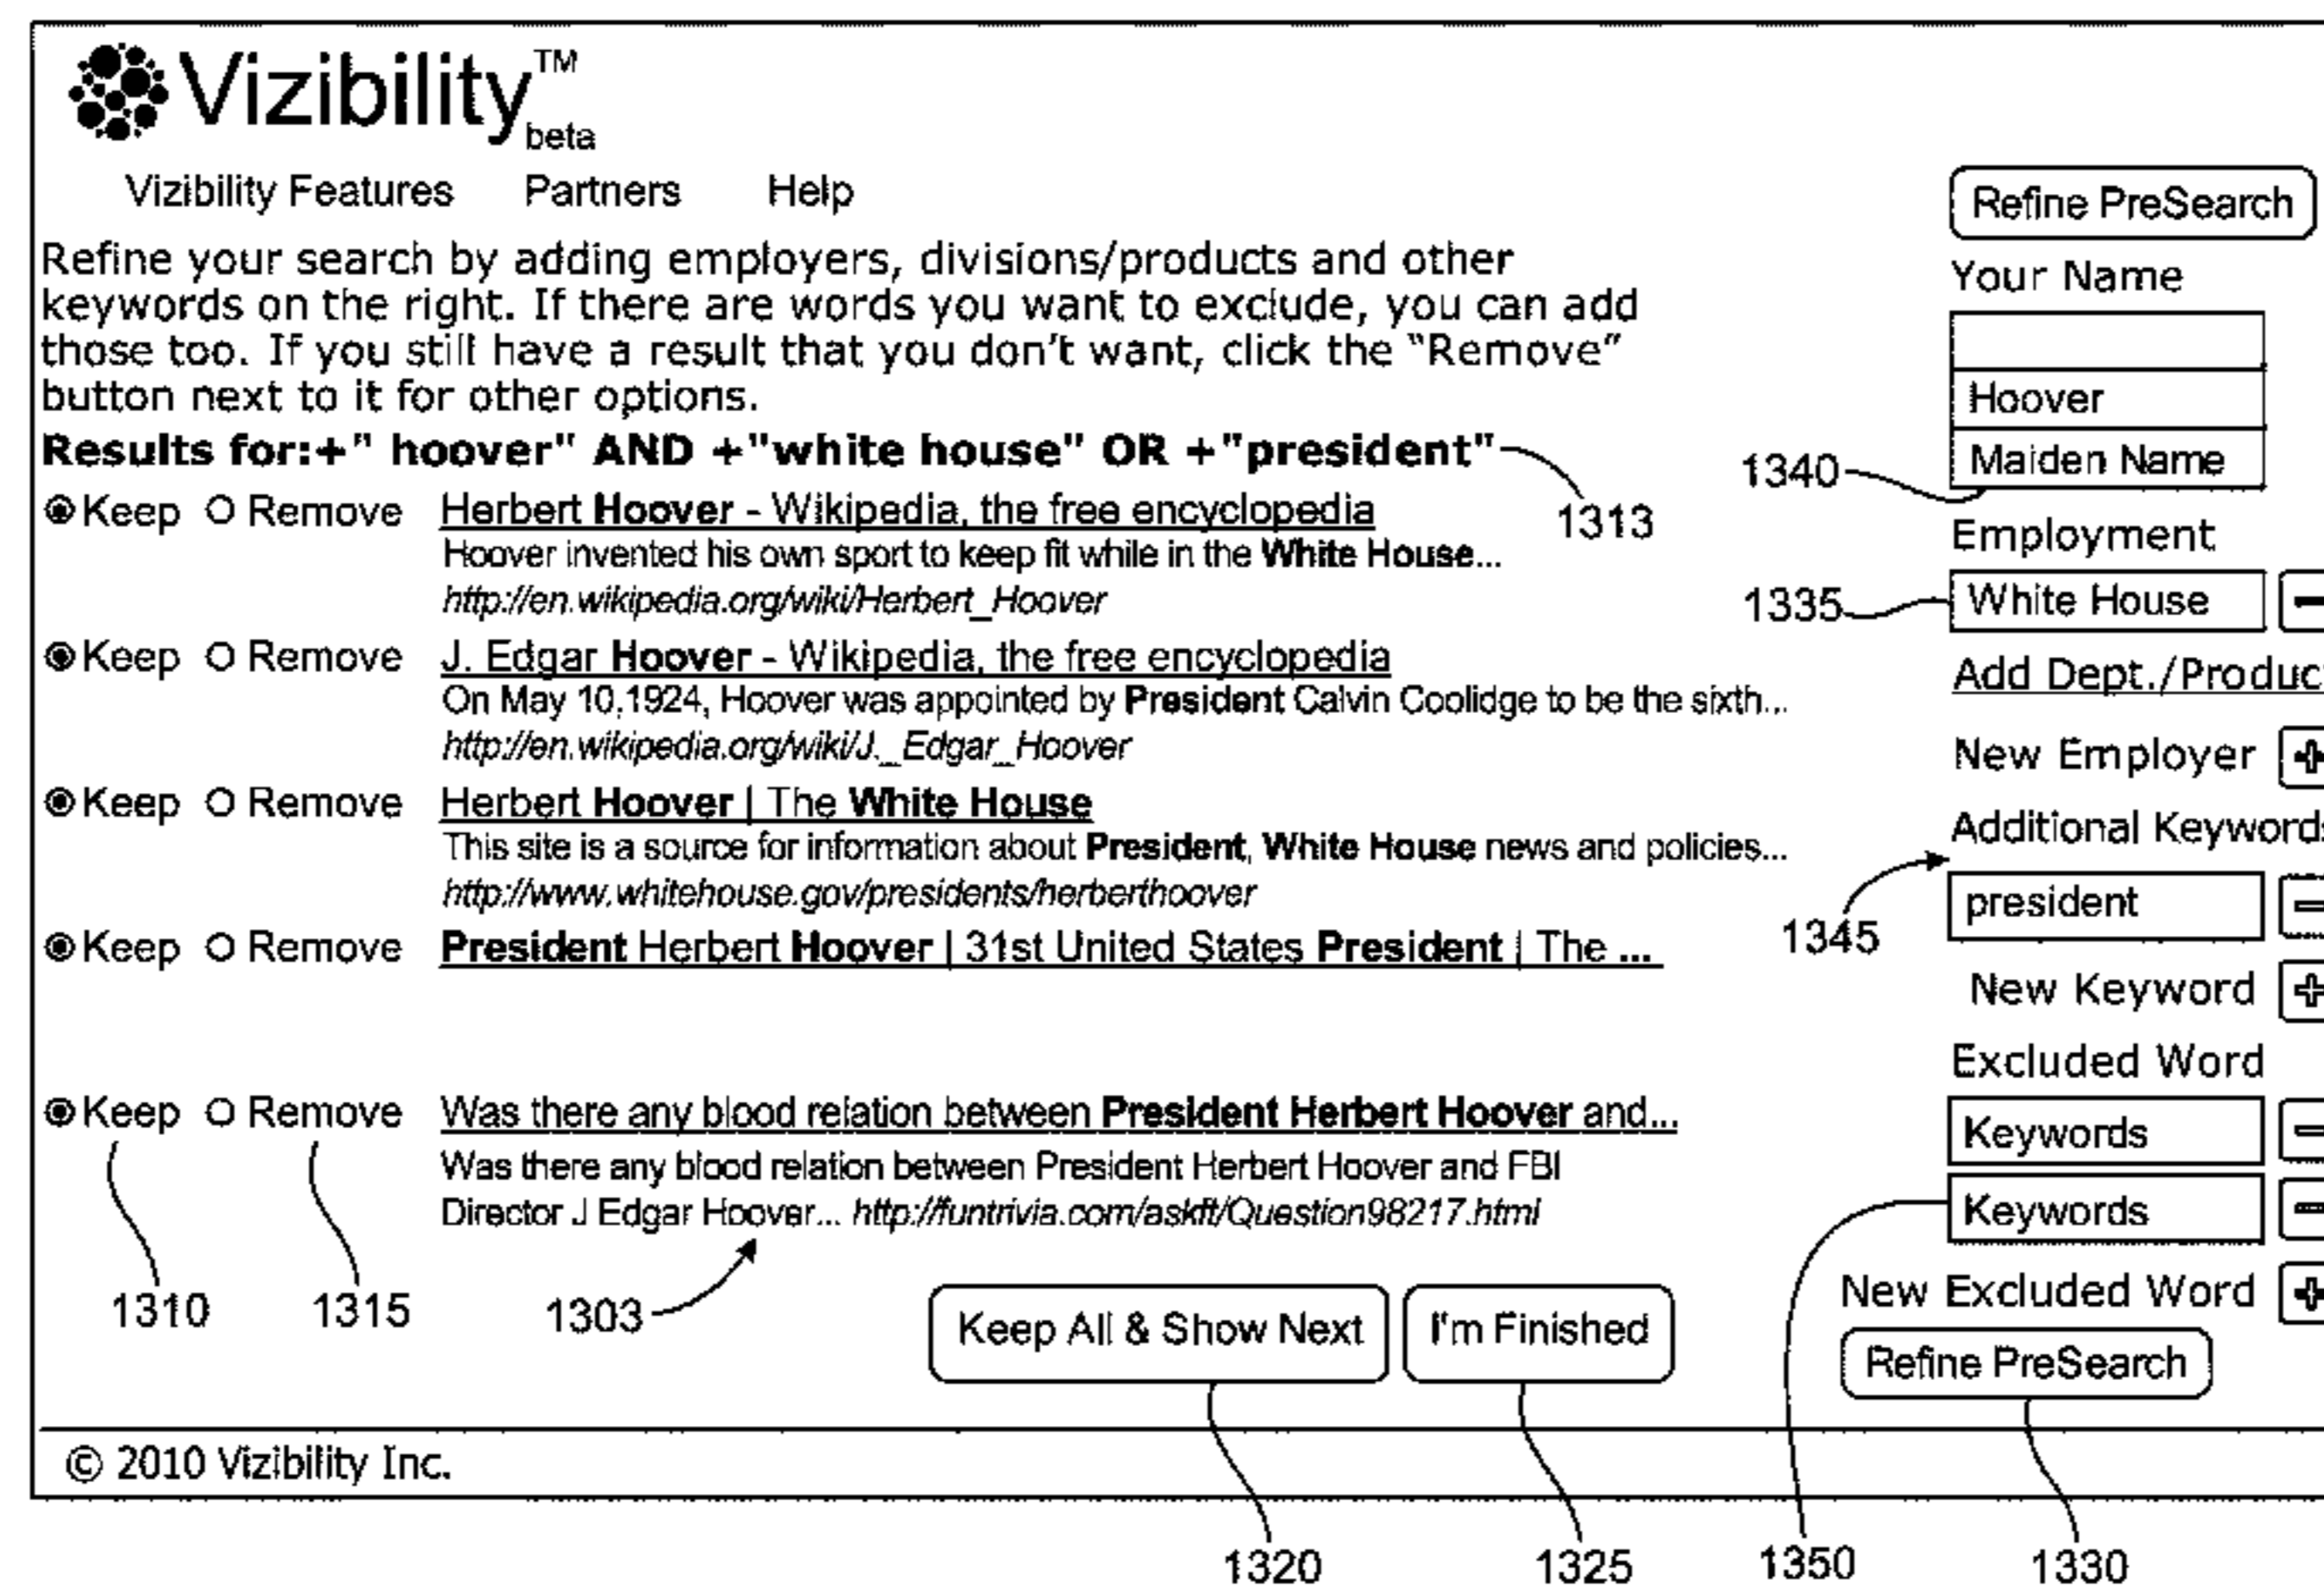 Vizibility™
beta
Vizibility Features Partners Help
Refine your search by adding employers, divisions/products and other
keywords on the right. If there are words you want to exclude, you can add
those too. If you still have a result that you don't want, click the "Remove"
button next to it for other options.
Results for:+" hoover" AND +"white house" OR +"president"
1313
Keep Remove Herbert Hoover - Wikipedia, the free encyclopedia
Hoover invented his own sport to keep fit while in the White House...
http://en.wikipedia.org/wiki/Herbert_Hoover
Keep Remove J. Edgar Hoover - Wikipedia, the free encyclopedia
On May 10,1924, Hoover was appointed by President Calvin Coolidge to be the sixth...
http://en.wikipedia.org/wiki/J._Edgar_Hoover
Keep Remove Herbert Hoover | The White House
This site is a source for information about President, White House news and policies...
http://www.whitehouse.gov/presidents/herberthoover
Keep Remove President Herbert Hoover | 31st United States President | The ...
Keep Remove Was there any blood relation between President Herbert Hoover and...
Was there any blood relation between President Herbert Hoover and FBI
Director J Edgar Hoover... http://funtrivia.com/askft/Question98217.html
1310 1315 1303
Keep All & Show Next I'm Finished
Refine PreSearch
Your Name
Hoover
1340 Maiden Name
Employment
1335 White House
Add Dept./Produc
New Employer
Additional Keywords
1345 president
New Keyword
Excluded Word
Keywords
Keywords
New Excluded Word
Refine PreSearch
© 2010 Vizibility Inc.
1320 1325 1350 1330